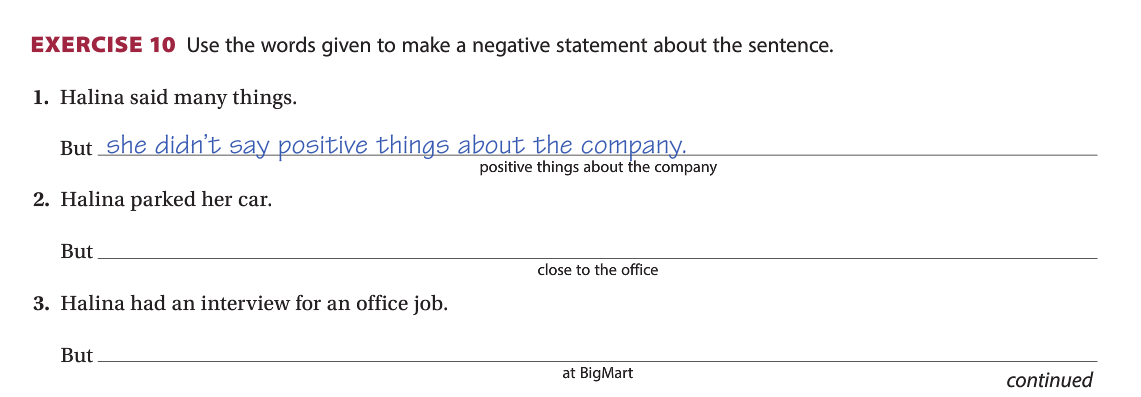 EXERCISE 10 Use the words given to make a negative statement about the sentence.
1. Halina said many things.
But she didn't say positive things about the company.
positive things about the company
2. Halina parked her car.
But
close to the office
3. Halina had an interview for an office job.
But
at BigMart
continued